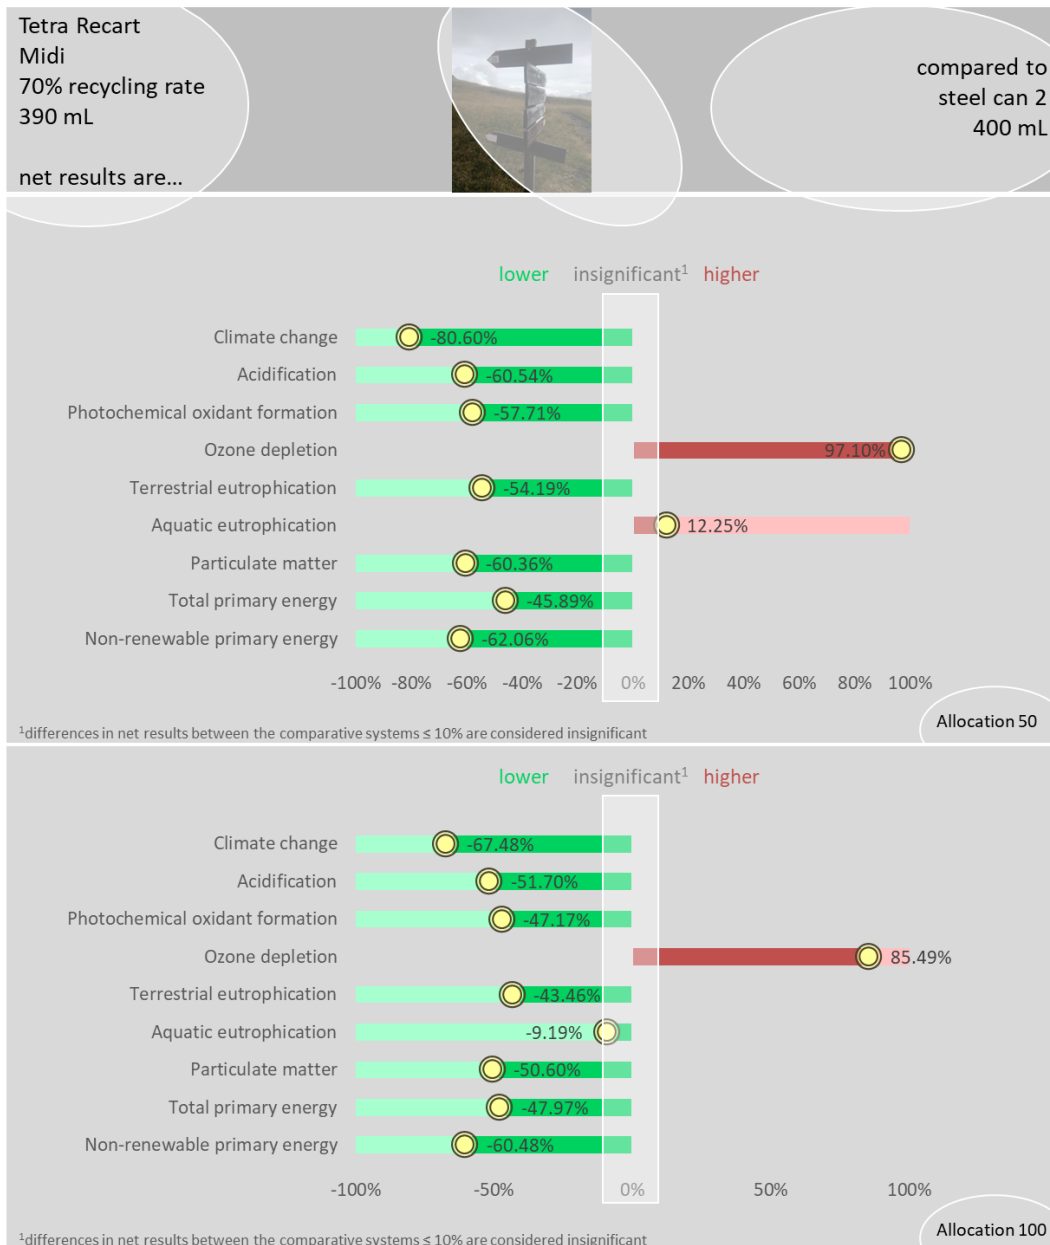 Tetra Recart
Midi
70% recycling rate
390 mL
net results are...
compared to
steel can 2
400 mL
lower insignificant¹ higher
Climate change -80.60%
Acidification -60.54%
Photochemical oxidant formation -57.71%
Ozone depletion 97.10%
Terrestrial eutrophication -54.19%
Aquatic eutrophication 12.25%
Particulate matter -60.36%
Total primary energy -45.89%
Non-renewable primary energy -62.06%
-100% -80% -60% -40% -20% 0% 20% 40% 60% 80% 100%
Allocation 50
¹differences in net results between the comparative systems ≤ 10% are considered insignificant
lower insignificant¹ higher
Climate change -67.48%
Acidification -51.70%
Photochemical oxidant formation -47.17%
Ozone depletion 85.49%
Terrestrial eutrophication -43.46%
Aquatic eutrophication -9.19%
Particulate matter -50.60%
Total primary energy -47.97%
Non-renewable primary energy -60.48%
-100% -50% 0% 50% 100%
Allocation 100
¹differences in net results between the comparative systems ≤ 10% are considered insignificant